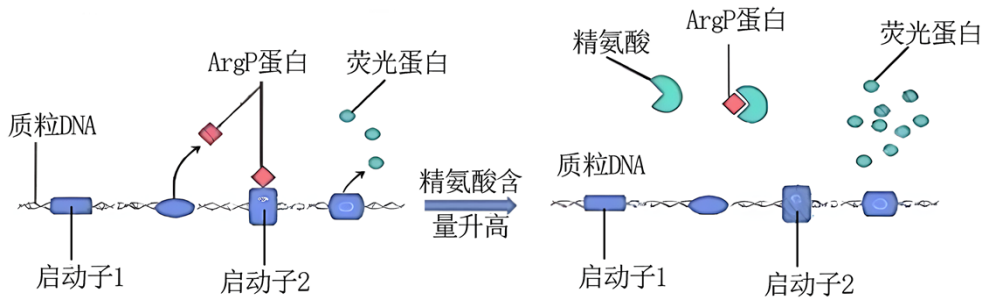 ArgP蛋白
荧光蛋白
质粒DNA
启动子1
启动子2
精氨酸含
量升高
精氨酸
ArgP蛋白
荧光蛋白
质粒DNA
启动子1
启动子2